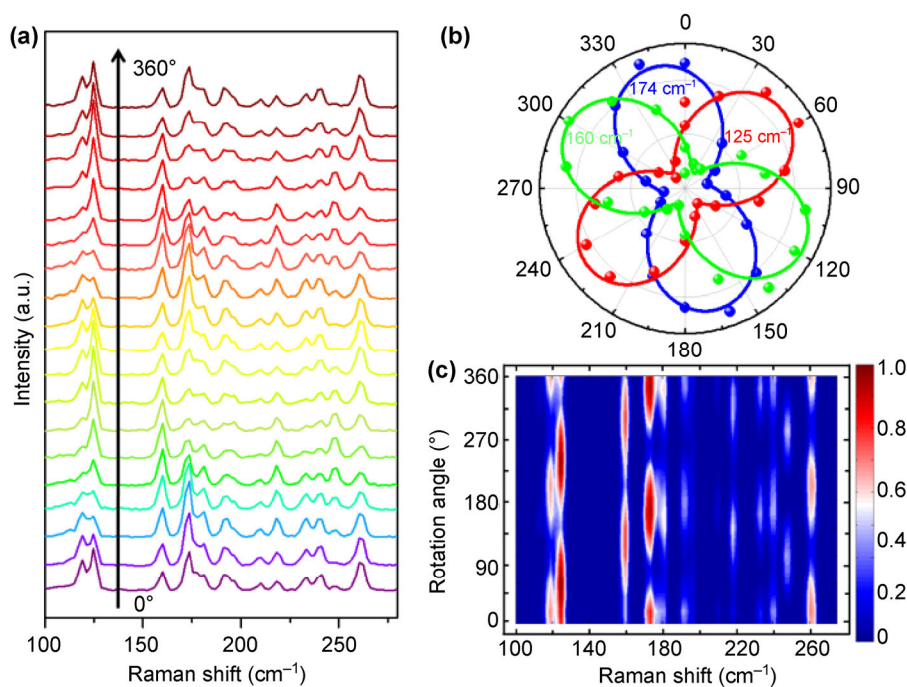 (a)
360°
0°
Intensity (a.u.)
100 150 200 250
Raman shift (cm⁻¹)
(b)
0
30
60
90
120
150
180
210
240
270
300
330
174 cm⁻¹
160 cm⁻¹
125 cm⁻¹
(c)
360
270
180
90
0
Rotation angle (°)
100 140 180 220 260
Raman shift (cm⁻¹)
1.0
0.8
0.6
0.4
0.2
0